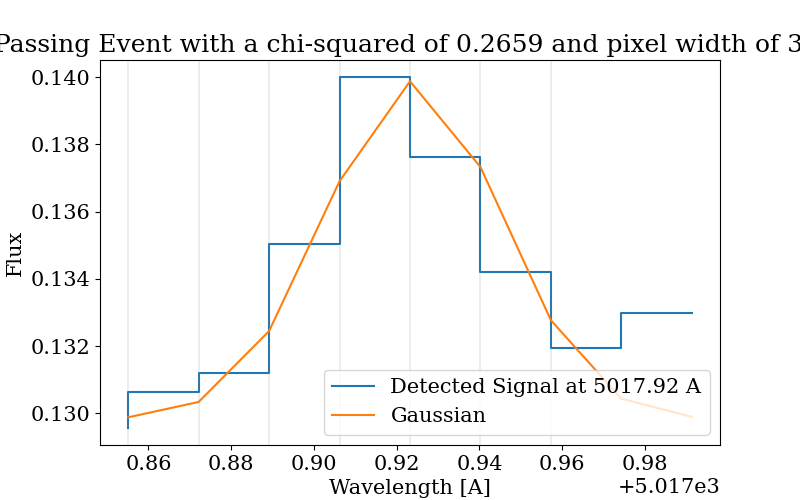 Passing Event with a chi-squared of 0.2659 and pixel width of 3
0.140
0.138
0.136
0.134
0.132
0.130
Flux
Detected Signal at 5017.92 A
Gaussian
0.86 0.88 0.90 0.92 0.94 0.96 0.98
+5.017e3
Wavelength [A]